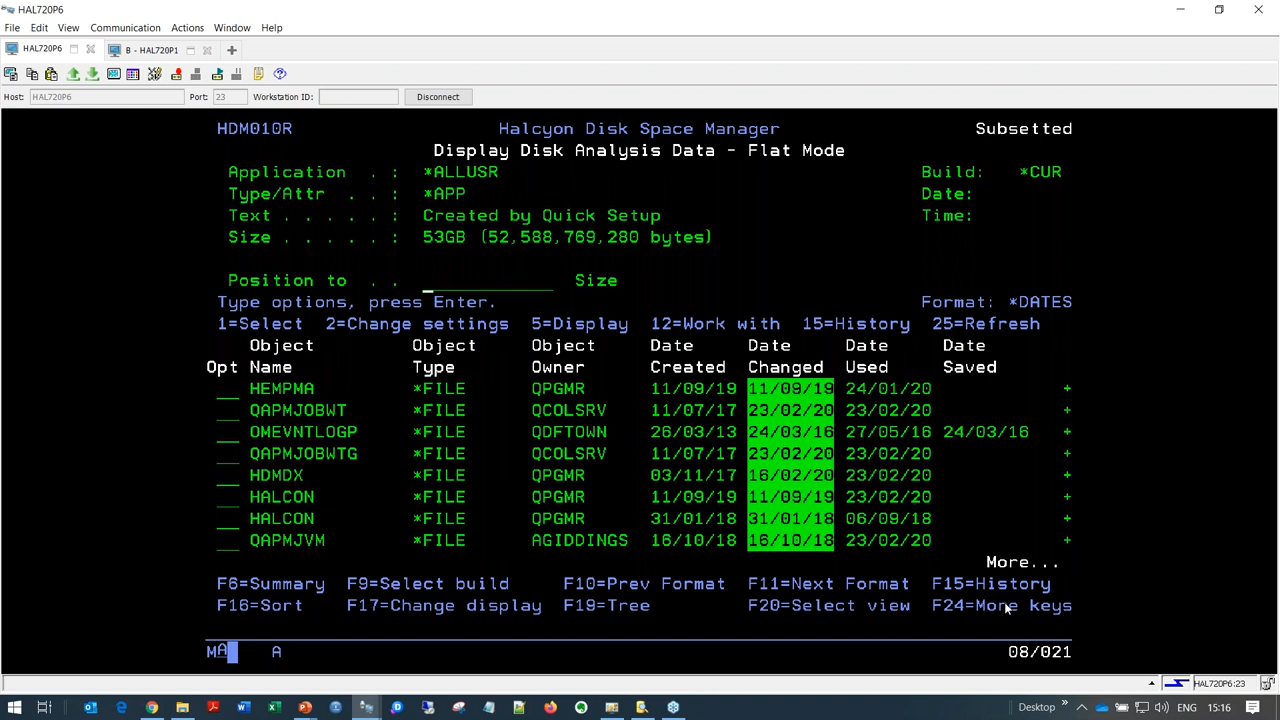 HAL720P6
File Edit View Communication Actions Window Help
HAL720P6 B - HAL720P1
Host: HAL720P6 Port: 23 Workstation ID: Disconnect
HDM010R Halcyon Disk Space Manager Subsetted
Display Disk Analysis Data - Flat Mode
Application . : *ALLUSR Build: *CUR
Type/Attr . . : *APP Date:
Text . . . . . : Created by Quick Setup Time:
Size . . . . . : 53GB (52,588,769,280 bytes)
Position to . . Size
Type options, press Enter. Format: *DATES
1=Select 2=Change settings 5=Display 12=Work with 15=History 25=Refresh
Object Object Object Date Date Date Date
Opt Name Type Owner Created Changed Used Saved
HEMPMA *FILE QPGMR 11/09/19 11/09/19 24/01/20 +
QAPMJOBWT *FILE QCOLSRV 11/07/17 23/02/20 23/02/20 +
OMEVNTLOGP *FILE QDFTOWN 26/03/13 24/03/16 27/05/16 24/03/16 +
QAPMJOBWTG *FILE QCOLSRV 11/07/17 23/02/20 23/02/20 +
HDMDX *FILE QPGMR 03/11/17 16/02/20 23/02/20 +
HALCON *FILE QPGMR 11/09/19 11/09/19 23/02/20 +
HALCON *FILE QPGMR 31/01/18 31/01/18 06/09/18 +
QAPMJVM *FILE AGIDDINGS 16/10/18 16/10/18 23/02/20 +
More...
F6=Summary F9=Select build F10=Prev Format F11=Next Format F15=History
F16=Sort F17=Change display F19=Tree F20=Select view F24=More keys
MA A 08/021
HAL720P6:23
Desktop ENG 15:16